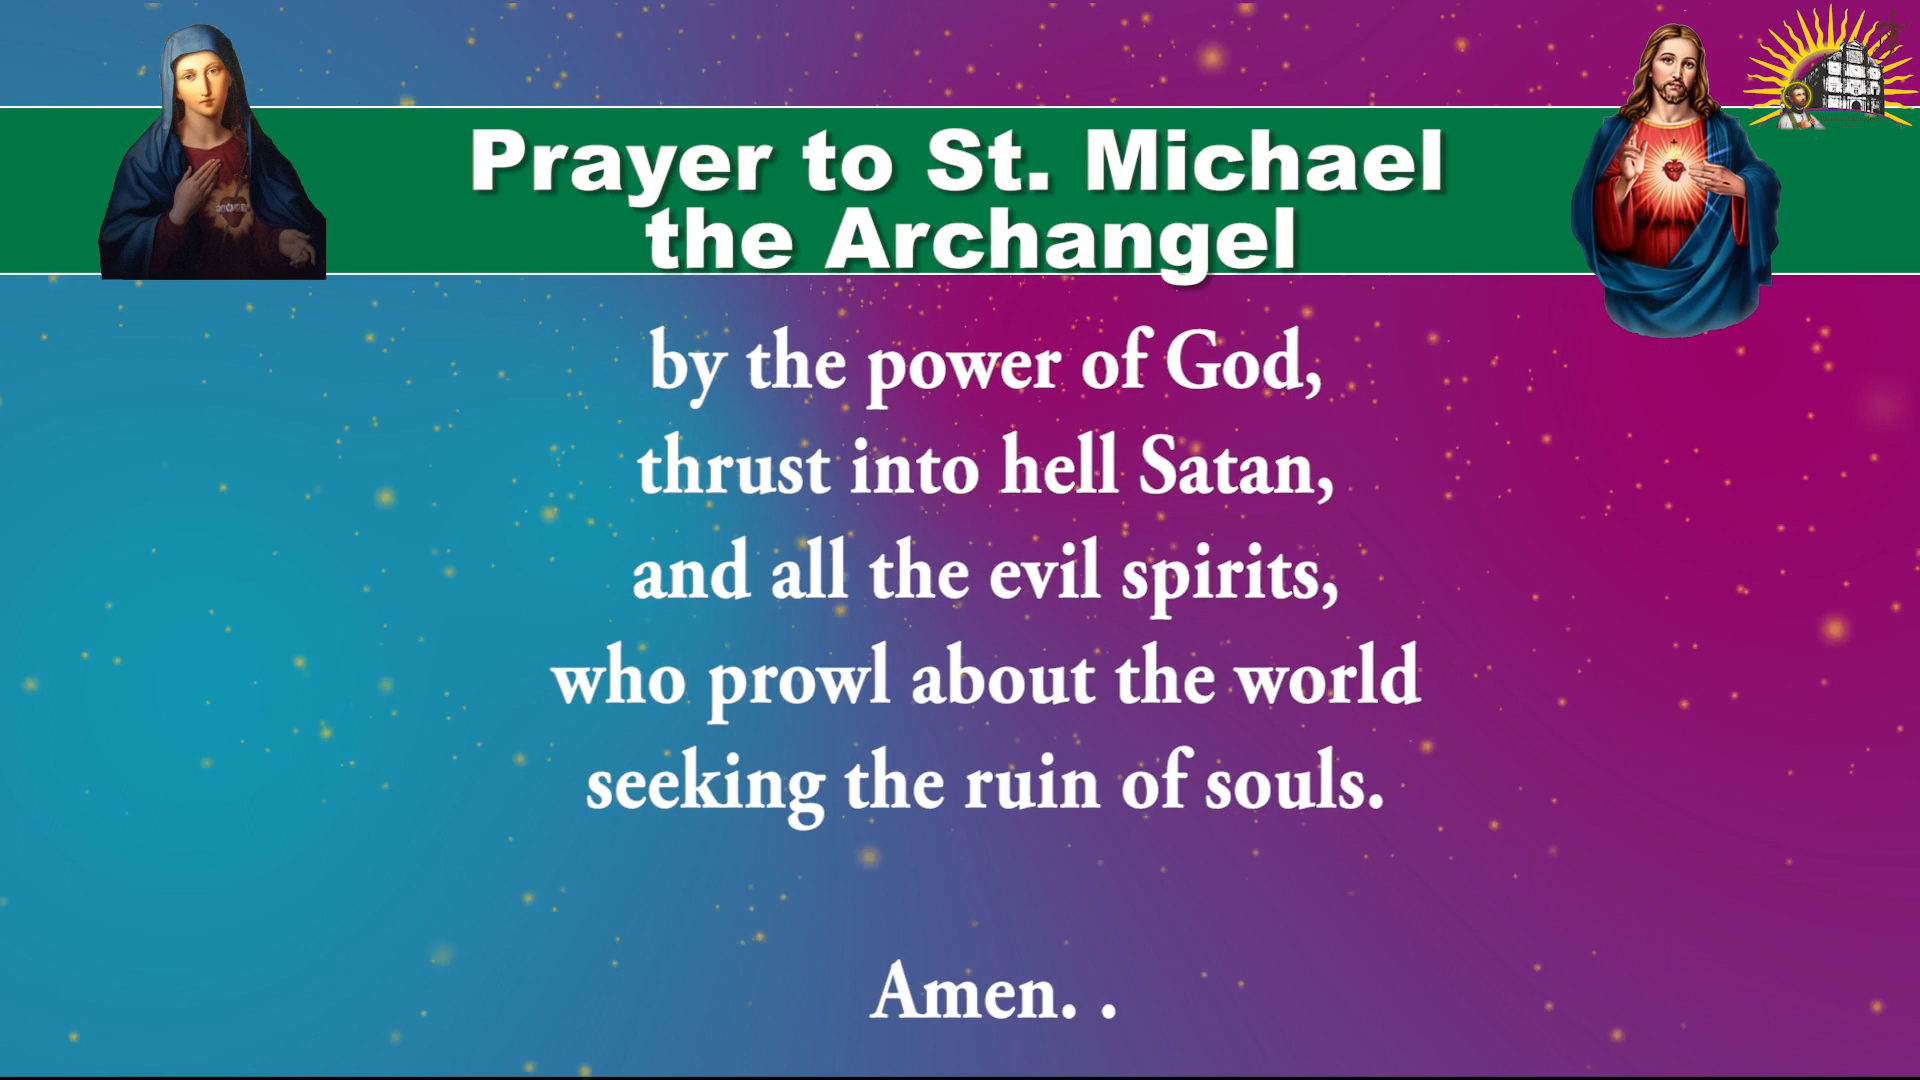 Prayer to St. Michael
the Archangel
by the power of God,
thrust into hell Satan,
and all the evil spirits,
who prowl about the world
seeking the ruin of souls.
Amen. .